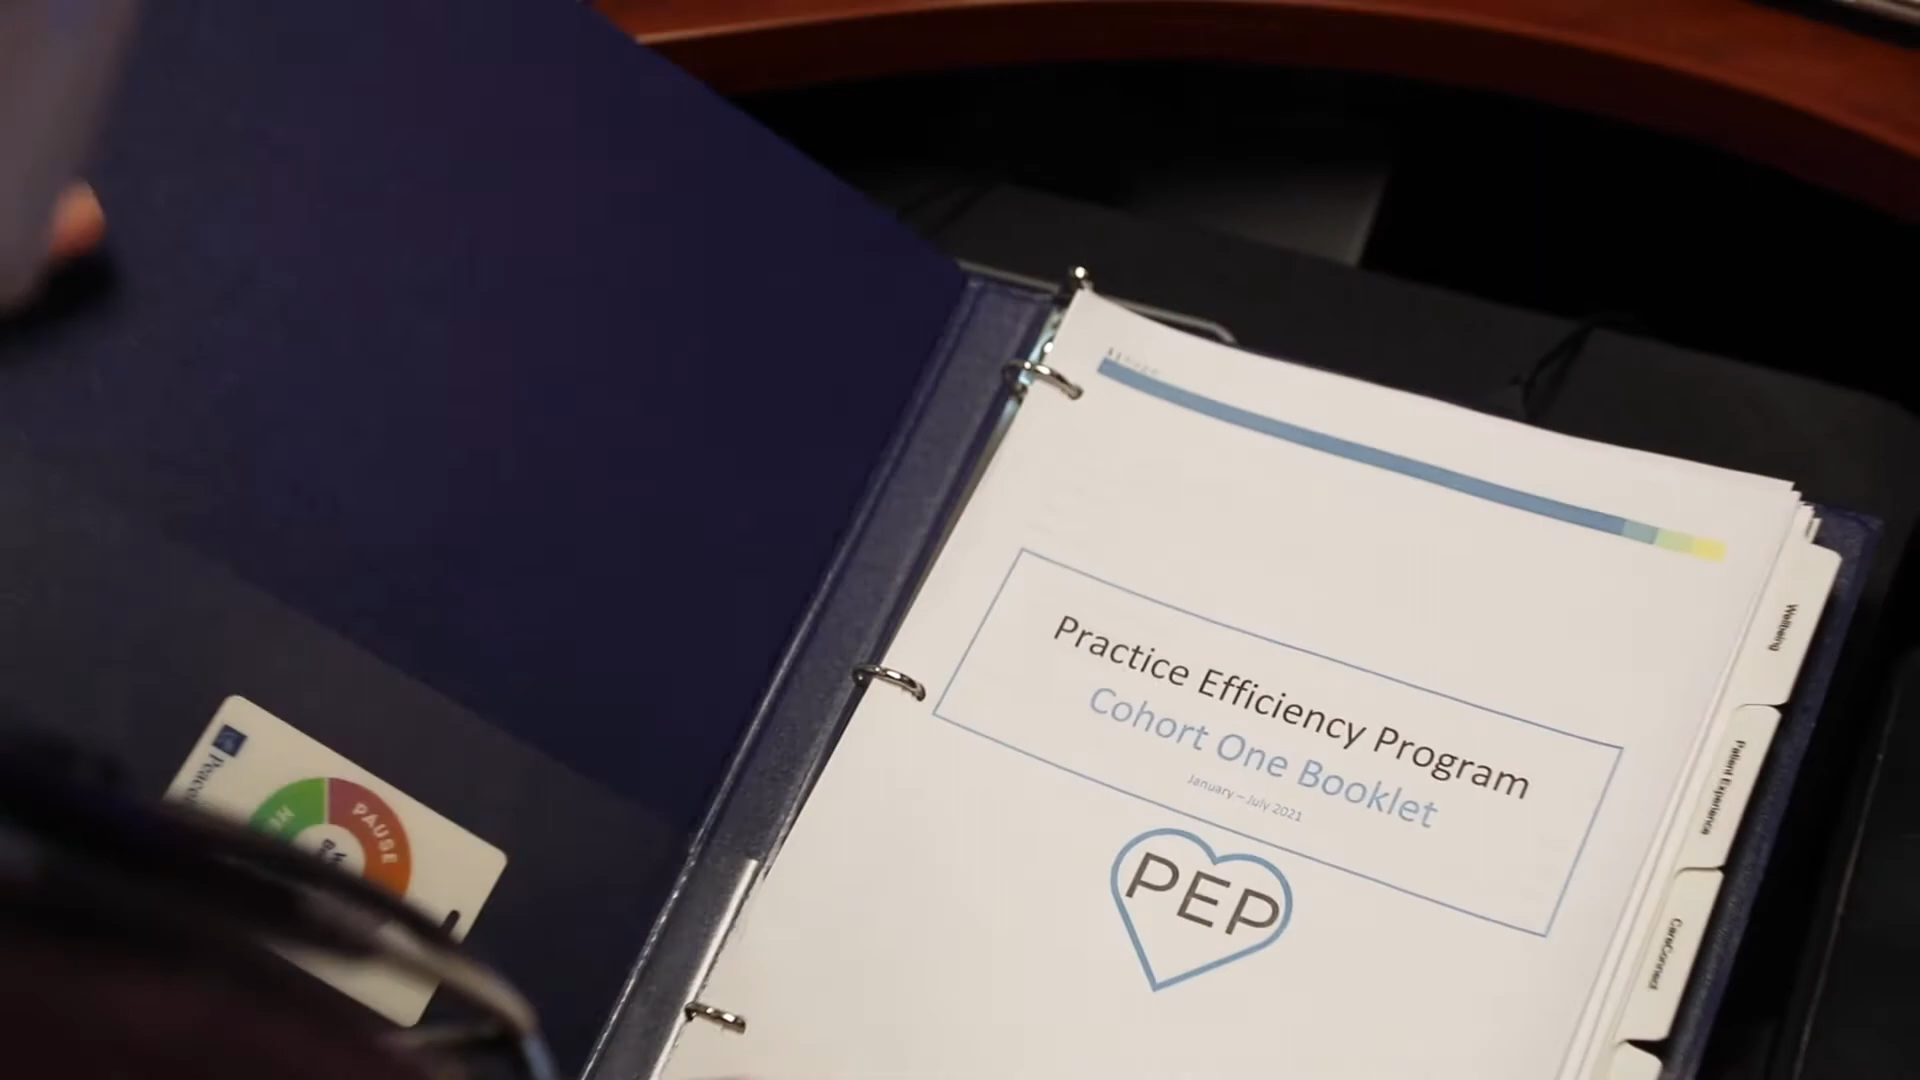 Practice Efficiency Program
Cohort One Booklet
January – July 2021
PEP
Wellbeing
Patient Experience
CareConnect
PAUSE